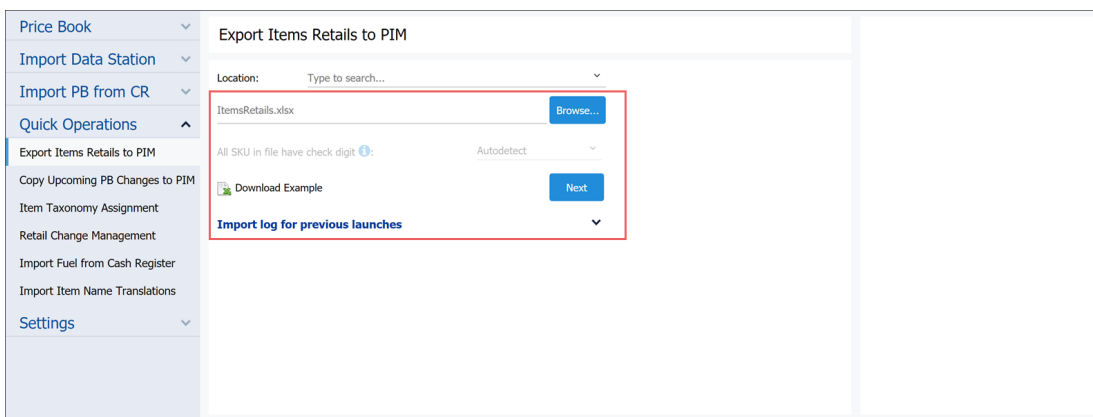 Price Book
Import Data Station
Import PB from CR
Quick Operations
Export Items Retails to PIM
Copy Upcoming PB Changes to PIM
Item Taxonomy Assignment
Retail Change Management
Import Fuel from Cash Register
Import Item Name Translations
Settings
Export Items Retails to PIM
Location: Type to search...
ItemsRetails.xlsx Browse...
All SKU in file have check digit i: Autodetect
Download Example Next
Import log for previous launches